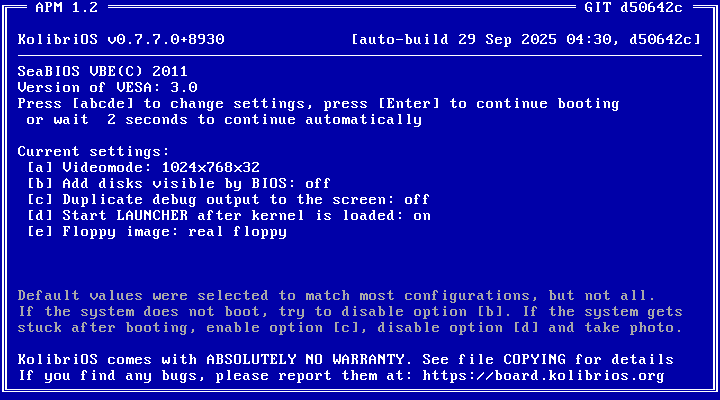 APM 1.2 GIT d50642c
KolibriOS v0.7.7.0+8930 [auto-build 29 Sep 2025 04:30, d50642c]
SeaBIOS VBE(C) 2011
Version of VESA: 3.0
Press [abcde] to change settings, press [Enter] to continue booting
or wait 2 seconds to continue automatically
Current settings:
[a] Videomode: 1024x768x32
[b] Add disks visible by BIOS: off
[c] Duplicate debug output to the screen: off
[d] Start LAUNCHER after kernel is loaded: on
[e] Floppy image: real floppy
Default values were selected to match most configurations, but not all.
If the system does not boot, try to disable option [b]. If the system gets
stuck after booting, enable option [c], disable option [d] and take photo.
KolibriOS comes with ABSOLUTELY NO WARRANTY. See file COPYING for details
If you find any bugs, please report them at: https://board.kolibrios.org